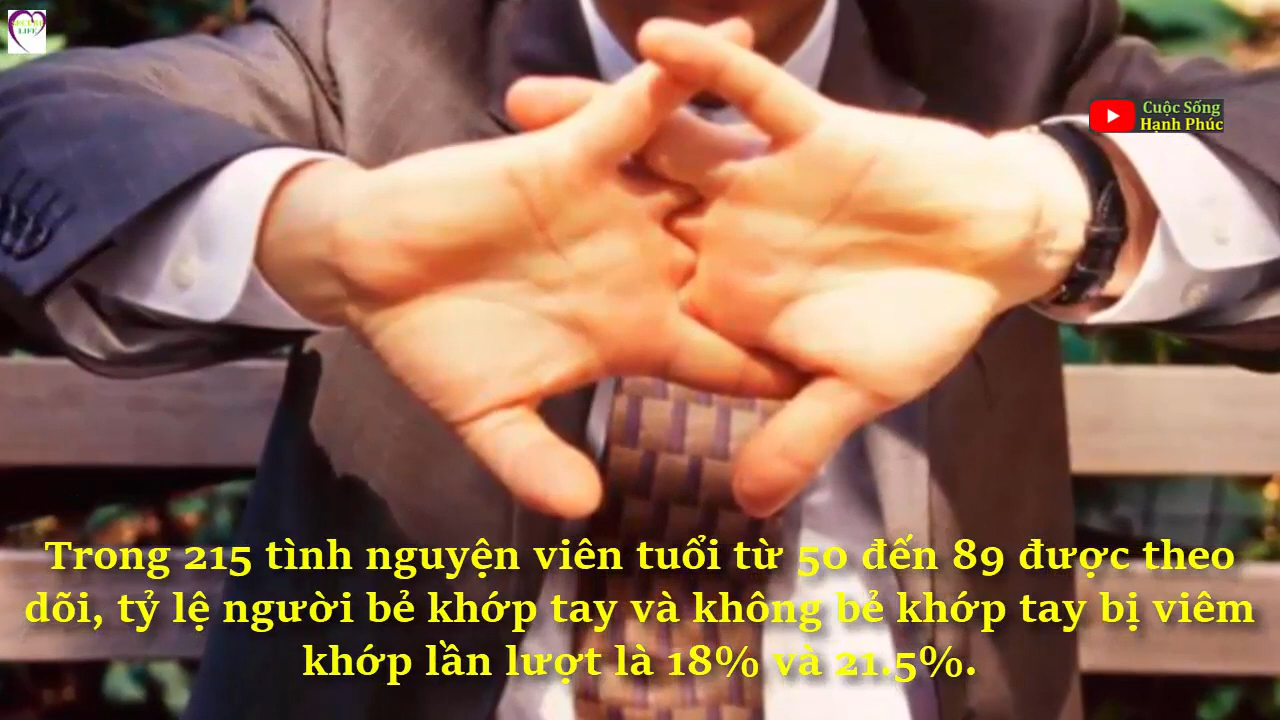 Cuộc Sống
Hạnh Phúc
Trong 215 tình nguyện viên tuổi từ 50 đến 89 được theo
dõi, tỷ lệ người bẻ khớp tay và không bẻ khớp tay bị viêm
khớp lần lượt là 18% và 21.5%.